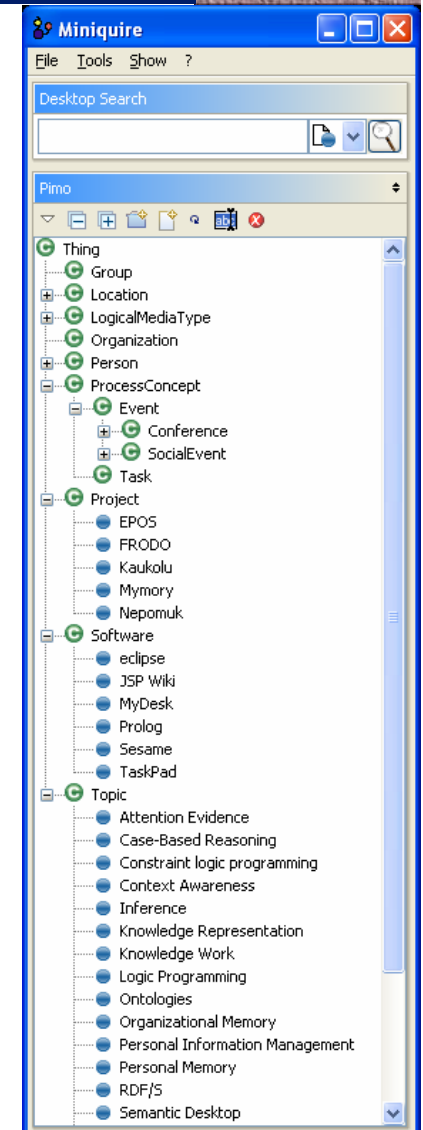 Miniquire
File Tools Show ?
Desktop Search
Pimo
Thing
Group
Location
LogicalMediaType
Organization
Person
ProcessConcept
Event
Conference
SocialEvent
Task
Project
EPOS
FRODO
Kaukolu
Mymory
Nepomuk
Software
eclipse
JSP Wiki
MyDesk
Prolog
Sesame
TaskPad
Topic
Attention Evidence
Case-Based Reasoning
Constraint logic programming
Context Awareness
Inference
Knowledge Representation
Knowledge Work
Logic Programming
Ontologies
Organizational Memory
Personal Information Management
Personal Memory
RDF/S
Semantic Desktop